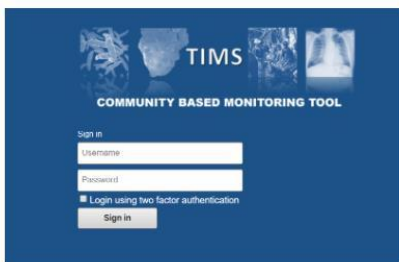 TIMS
COMMUNITY BASED MONITORING TOOL
Sign in
Username
Password
Login using two factor authentication
Sign in